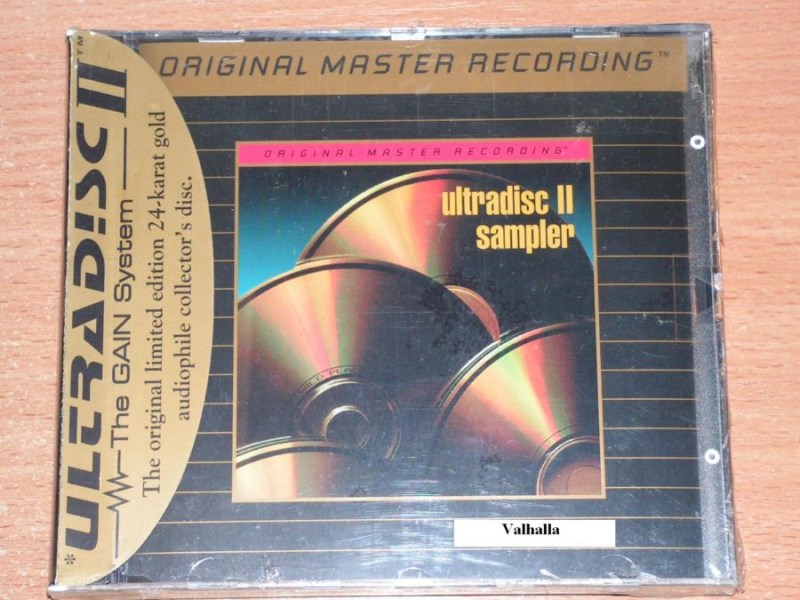 ORIGINAL MASTER RECORDING™
*ULTRADISC II™
The GAIN System
The original limited edition 24-karat gold
audiophile collector's disc.
ORIGINAL MASTER RECORDING
ultradisc II
sampler
Valhalla